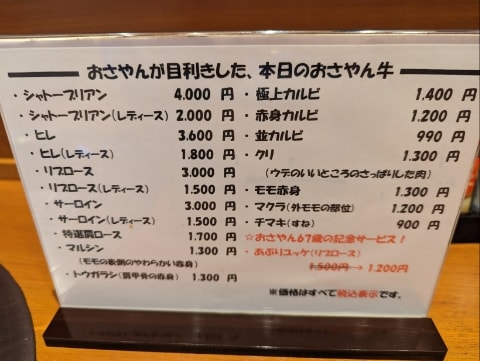 おさやんが目利きした、本日のおさやん牛
・シャトーブリアン 4.000 円
・シャトーブリアン(レディース) 2.000 円
・ヒレ 3.600 円
・ヒレ(レディース) 1.800 円
・リブロース 3.000 円
・リブロース(レディース) 1.500 円
・サーロイン 3.000 円
・サーロイン(レディース) 1.500 円
・特選肩ロース 1.700 円
・マルシン 1.300 円
(モモの表側のやわらかい赤身)
・トウガラシ(肩甲骨の赤身) 1.300 円
・極上カルビ 1.400 円
・赤身カルビ 1.200 円
・並カルビ 990 円
・クリ 1.300 円
(ウデのいいところのさっぱりした肉)
・モモ赤身 1.300 円
・マクラ(外モモの部位) 1.200 円
・チマキ(すね) 900 円
☆おさやん67歳の記念サービス!
・あぶりユッケ(リブロース)
1.500円→ 1.200円
※価格はすべて税込表示です。